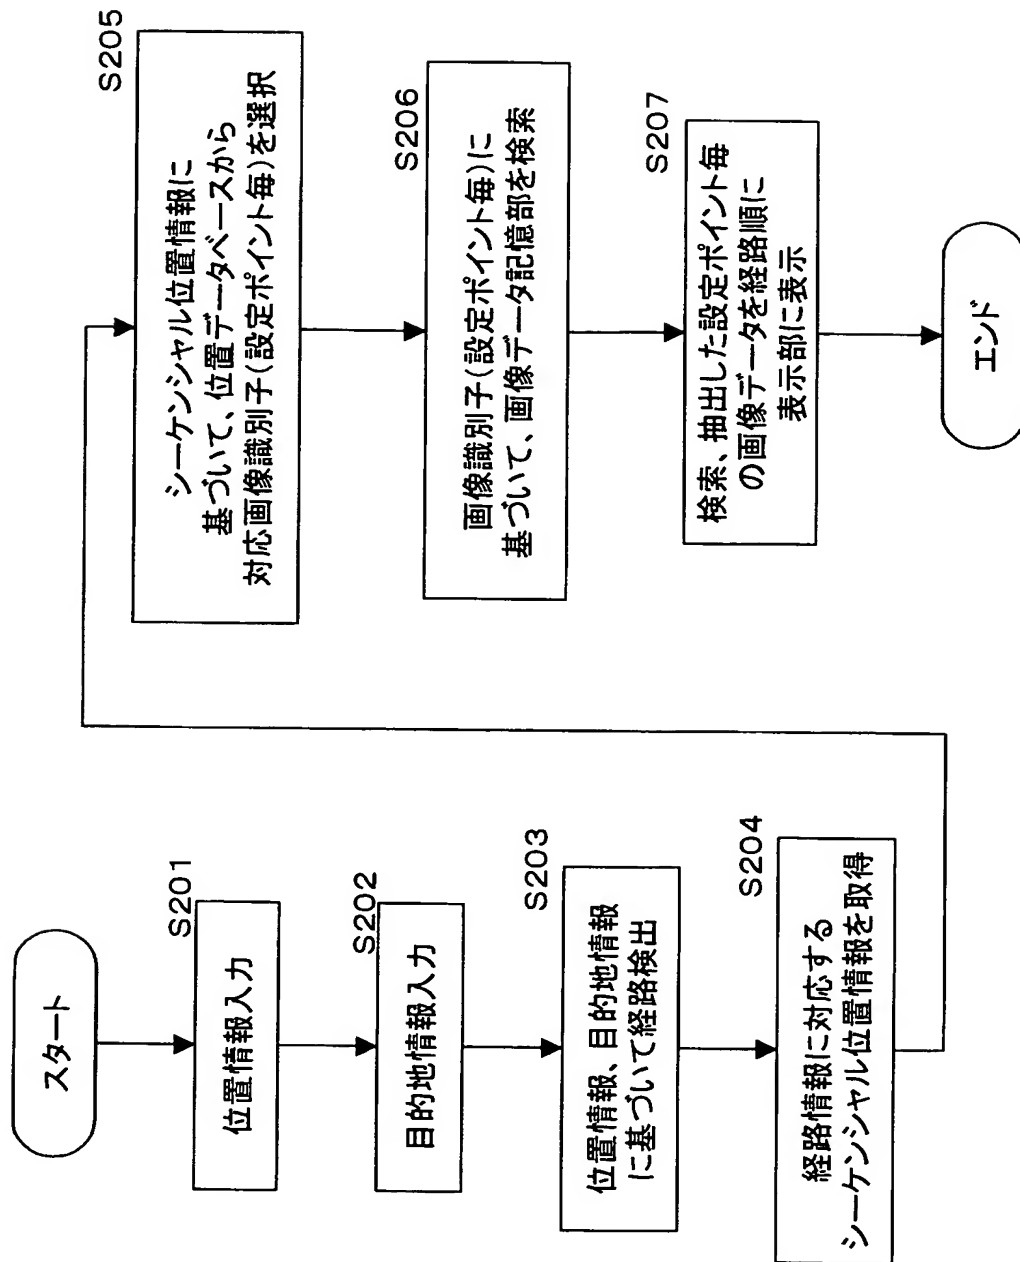 スタート
S201
位置情報入力
S202
目的地情報入力
S203
位置情報、目的地情報
に基づいて経路検出
S204
経路情報に対応する
シーケンシャル位置情報を取得
S205
シーケンシャル位置情報に
基づいて、位置データベースから
対応画像識別子(設定ポイント毎)を選択
S206
画像識別子(設定ポイント毎)に
基づいて、画像データ記憶部を検索
S207
検索、抽出した設定ポイント毎
の画像データを経路順に
表示部に表示
エンド